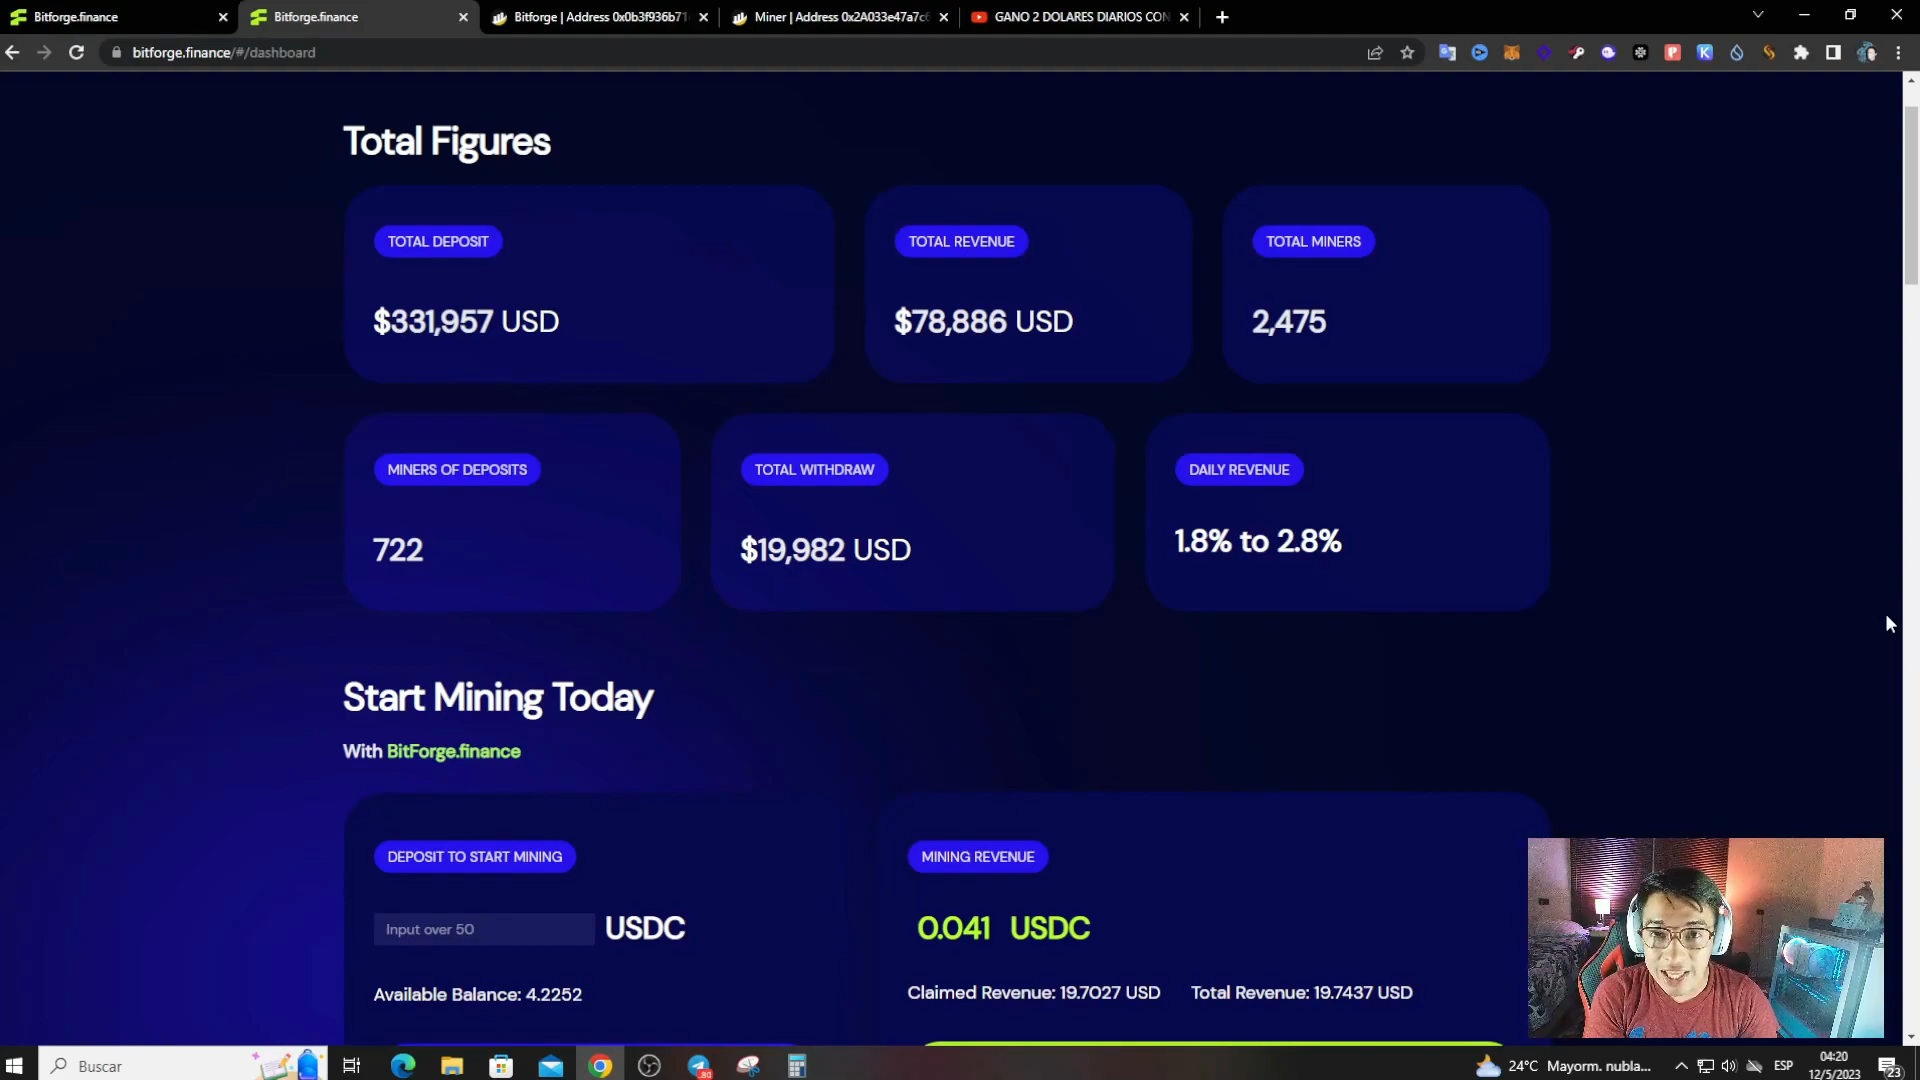 Bitforge.finance
Bitforge.finance
Bitforge | Address 0x0b3f936b71
Miner | Address 0x2A033e47a7c6
GANO 2 DOLARES DIARIOS CON
bitforge.finance/#/dashboard
Total Figures
TOTAL DEPOSIT
TOTAL REVENUE
TOTAL MINERS
$331,957 USD
$78,886 USD
2,475
MINERS OF DEPOSITS
TOTAL WITHDRAW
DAILY REVENUE
722
$19,982 USD
1.8% to 2.8%
Start Mining Today
With BitForge.finance
DEPOSIT TO START MINING
MINING REVENUE
Input over 50
USDC
0.041 USDC
Available Balance: 4.2252
Claimed Revenue: 19.7027 USD
Total Revenue: 19.7437 USD
Buscar
24°C Mayorm. nubla...
ESP
04:20
12/5/2023
23